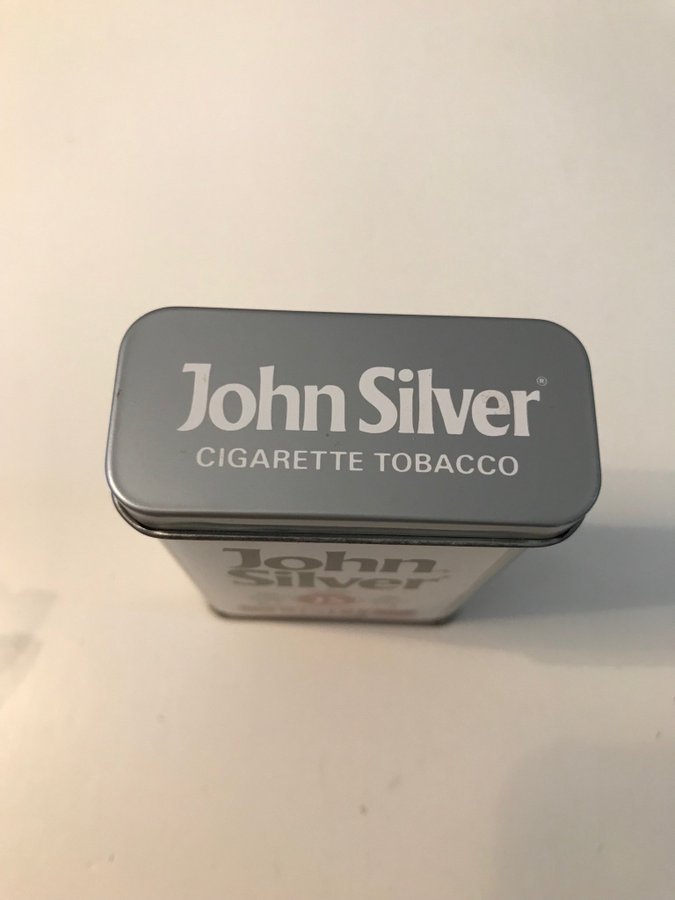 John Silver®
CIGARETTE TOBACCO
John
Silver